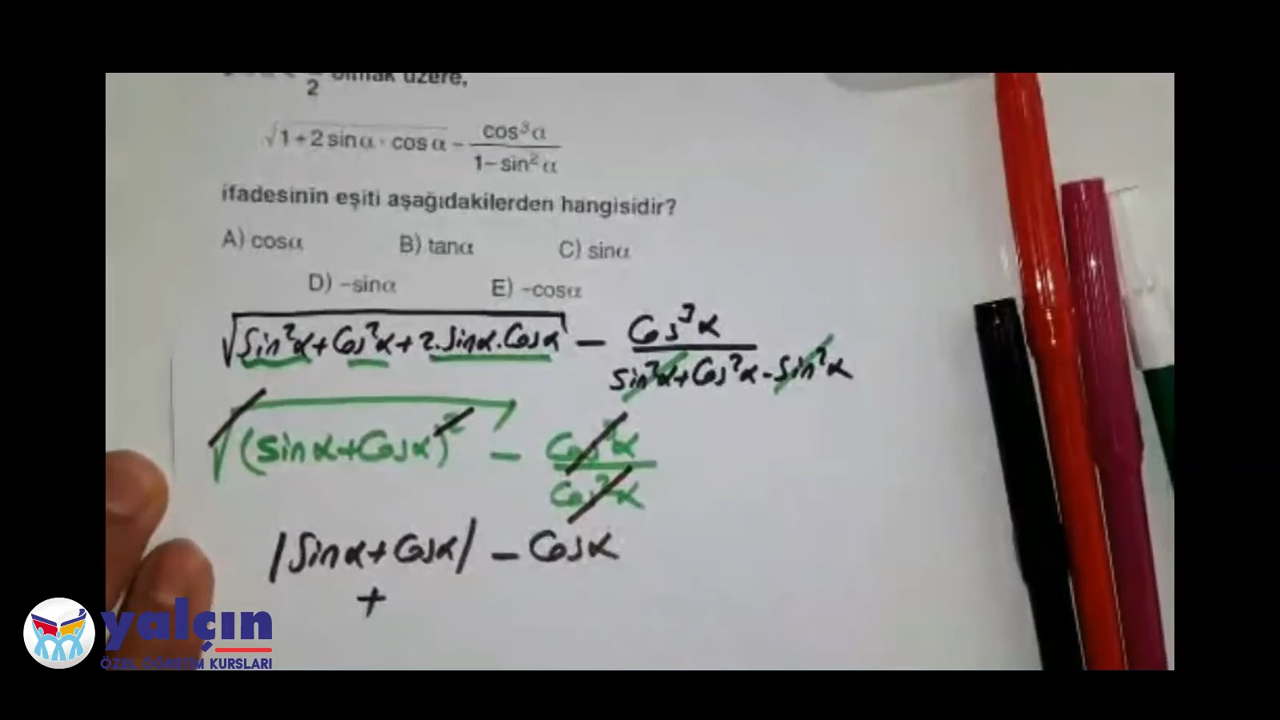 2 olmak üzere,
√1+2 sinα · cosα − cos³α / 1−sin²α
ifadesinin eşiti aşağıdakilerden hangisidir?
A) cosα B) tanα C) sinα
D) −sinα E) −cosα
√Sin²α+Cos²α+2.Sinα.Cosα − Cos³α / Sin²α+Cos²α−Sin²α
√(Sinα+Cosα)² − Cos³α / Cos²α
|Sinα+Cosα| − Cosα
+
yalçın
ÖZEL ÖĞRETİM KURSLARI